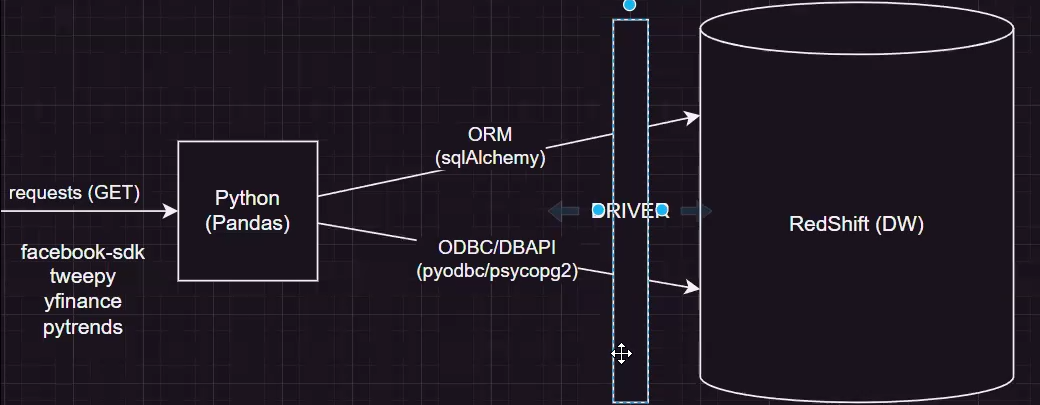 requests (GET)
facebook-sdk
tweepy
yfinance
pytrends
Python
(Pandas)
ORM
(sqlAlchemy)
ODBC/DBAPI
(pyodbc/psycopg2)
DRIVER
RedShift (DW)